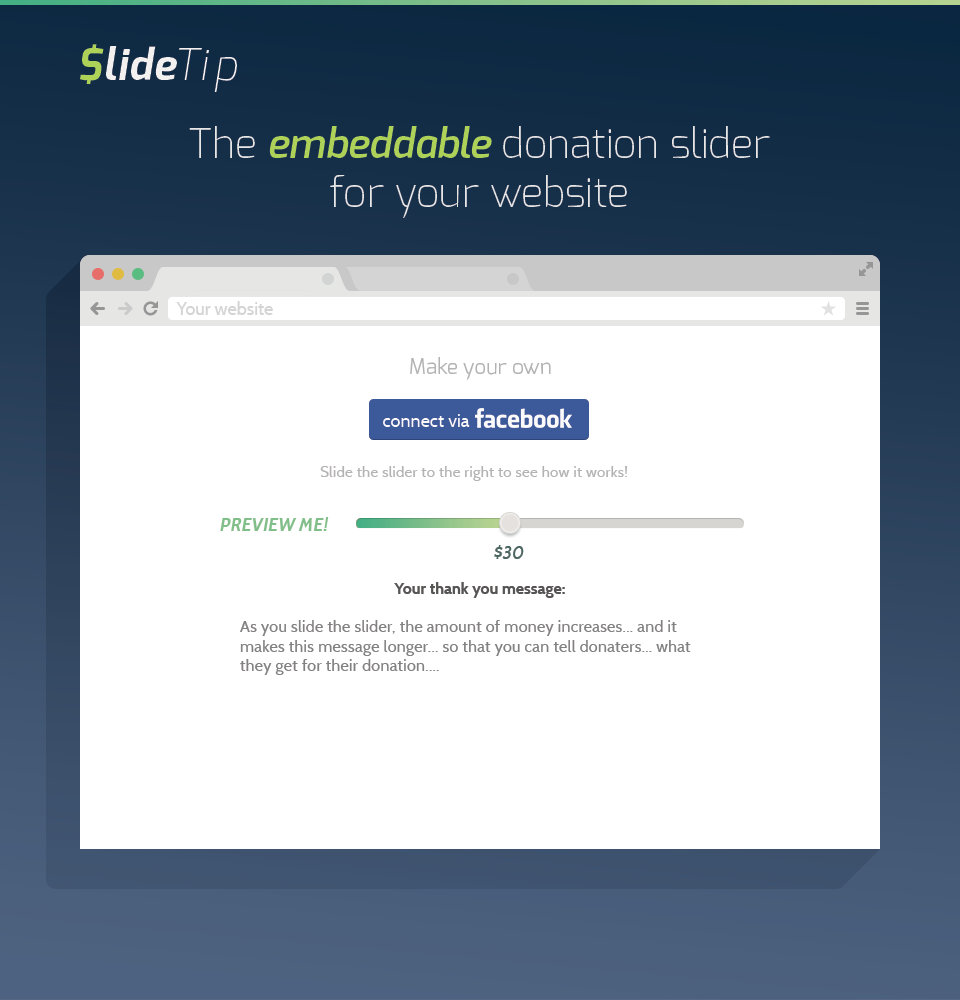 $lideTip
The embeddable donation slider
for your website
Your website
Make your own
connect via facebook
Slide the slider to the right to see how it works!
PREVIEW ME!
$30
Your thank you message:
As you slide the slider, the amount of money increases... and it
makes this message longer... so that you can tell donaters... what
they get for their donation....